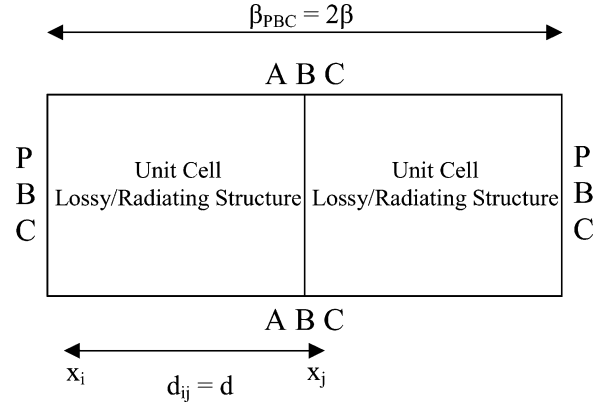 β_PBC = 2β
A B C
P
B
C
Unit Cell
Lossy/Radiating Structure
Unit Cell
Lossy/Radiating Structure
P
B
C
A B C
x_i
x_j
d_ij = d